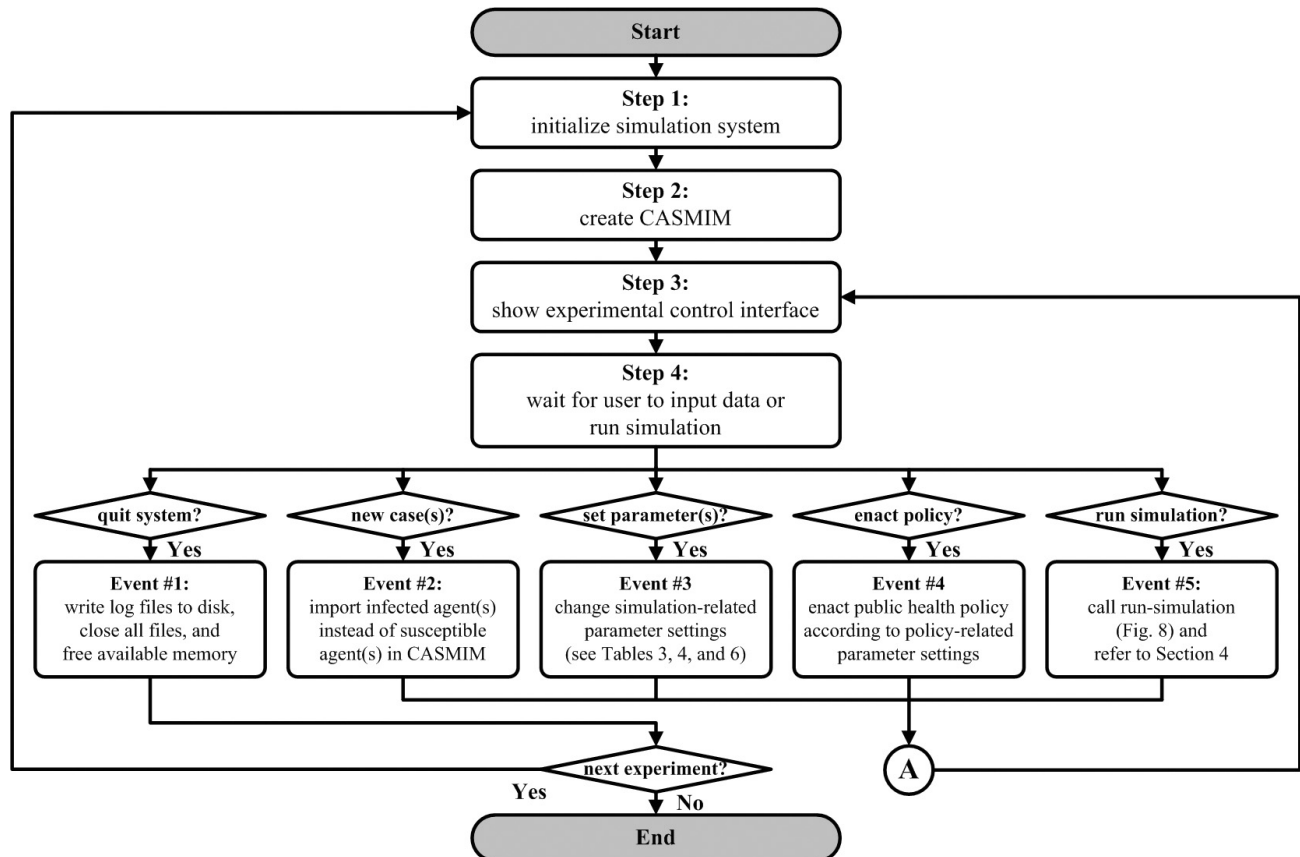 Start
Step 1:
initialize simulation system
Step 2:
create CASMIM
Step 3:
show experimental control interface
Step 4:
wait for user to input data or
run simulation
quit system?
new case(s)?
set parameter(s)?
enact policy?
run simulation?
Yes
Yes
Yes
Yes
Yes
Event #1:
write log files to disk,
close all files, and
free available memory
Event #2:
import infected agent(s)
instead of susceptible
agent(s) in CASMIM
Event #3
change simulation-related
parameter settings
(see Tables 3, 4, and 6)
Event #4
enact public health policy
according to policy-related
parameter settings
Event #5:
call run-simulation
(Fig. 8) and
refer to Section 4
next experiment?
A
Yes
No
End